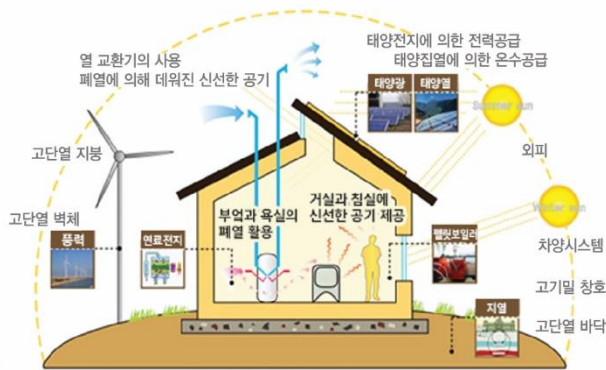 태양전지에 의한 전력공급
태양집열에 의한 온수공급
열 교환기의 사용
폐열에 의해 데워진 신선한 공기
태양광
태양열
Summer sun
고단열 지붕
외피
거실과 침실에
신선한 공기 제공
부엌과 욕실의
폐열 활용
Winter sun
고단열 벽체
풍력
연료전지
펠릿보일러
차양시스템
고기밀 창호
지열
고단열 바닥